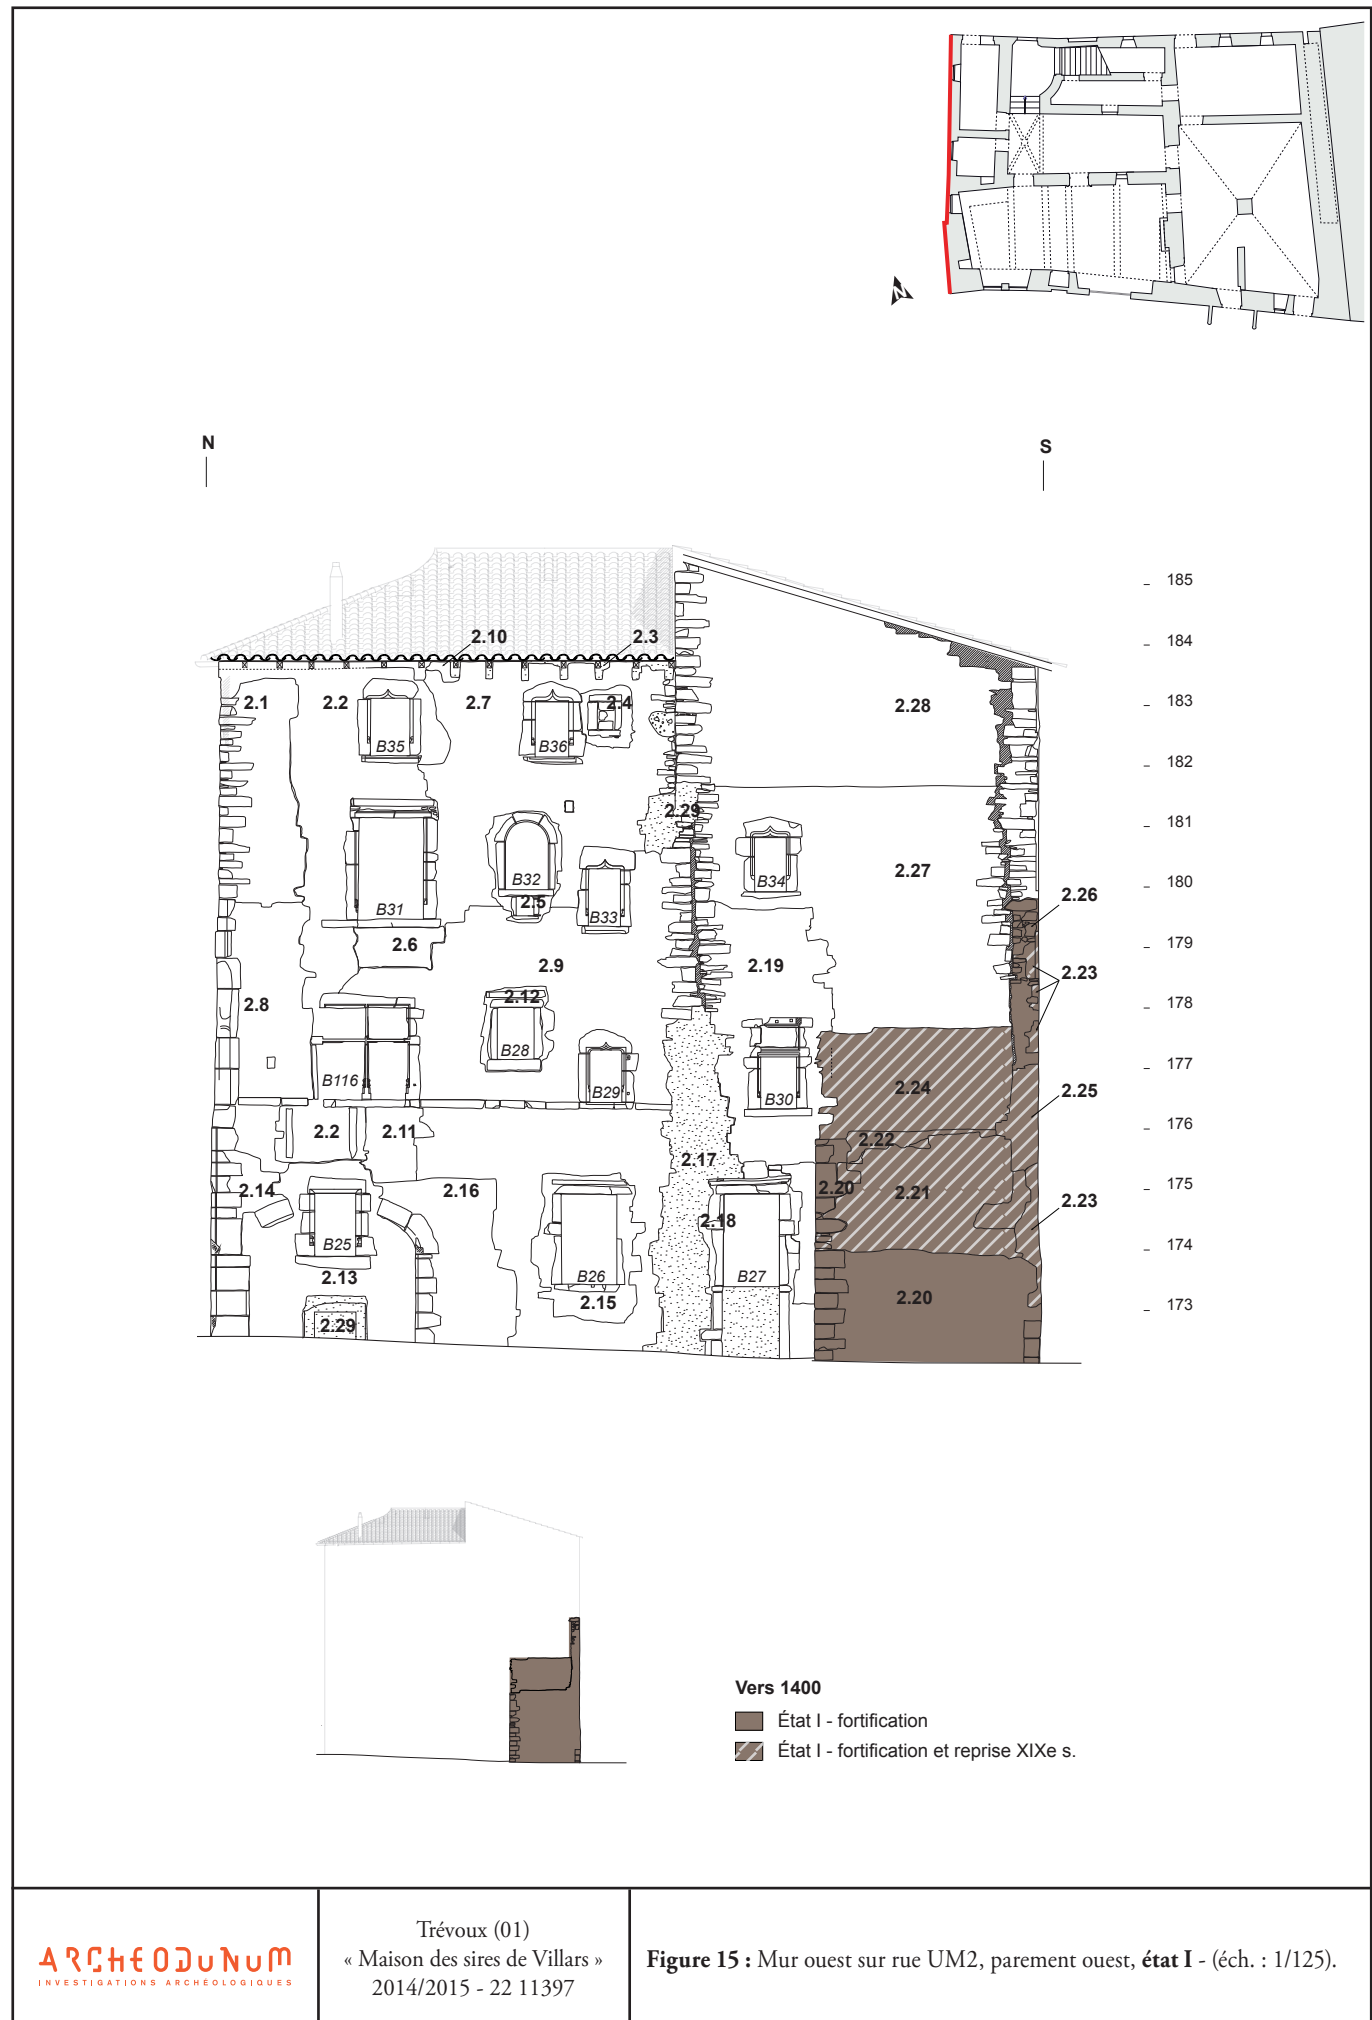 N
S
185
184
183
182
181
180
179
178
177
176
175
174
173
2.10
2.3
2.1
2.2
2.7
2.4
2.28
B35
B36
2.29
B31
B32
2.5
B33
B34
2.27
2.26
2.6
2.9
2.19
2.23
2.8
2.12
B28
B116
B29
B30
2.24
2.25
2.2
2.11
2.22
2.17
2.14
2.16
2.20
2.21
2.23
2.18
B25
B26
B27
2.13
2.15
2.20
2.29
Vers 1400
État I - fortification
État I - fortification et reprise XIXe s.
ARCHEODUNUM
INVESTIGATIONS ARCHÉOLOGIQUES
Trévoux (01)
« Maison des sires de Villars »
2014/2015 - 22 11397
Figure 15 : Mur ouest sur rue UM2, parement ouest, état I - (éch. : 1/125).
N